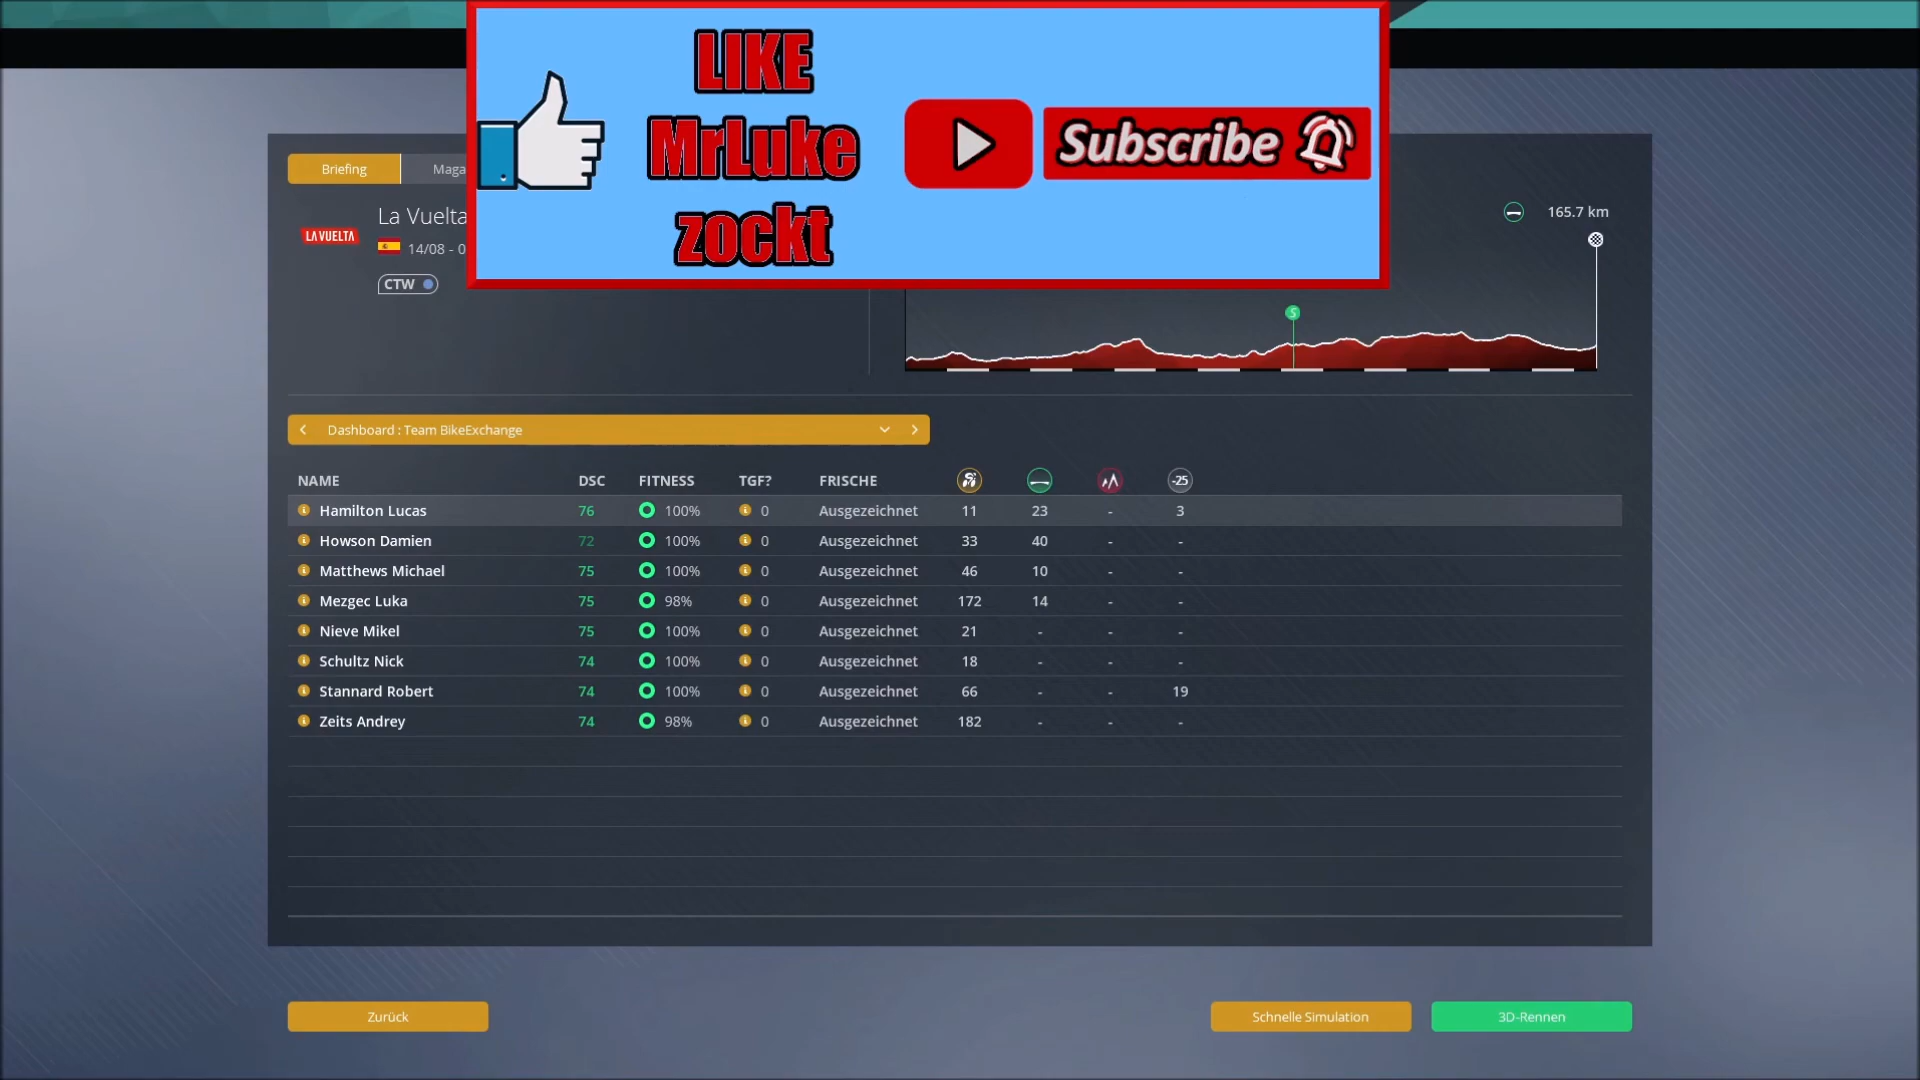 LIKE
MrLuke
zockt
Subscribe
Briefing Maga
La Vuelta
LA VUELTA
14/08 - 0
CTW
165.7 km
S
Dashboard : Team BikeExchange
NAME DSC FITNESS TGF? FRISCHE -25
Hamilton Lucas 76 100% 0 Ausgezeichnet 11 23 - 3
Howson Damien 72 100% 0 Ausgezeichnet 33 40 - -
Matthews Michael 75 100% 0 Ausgezeichnet 46 10 - -
Mezgec Luka 75 98% 0 Ausgezeichnet 172 14 - -
Nieve Mikel 75 100% 0 Ausgezeichnet 21 - - -
Schultz Nick 74 100% 0 Ausgezeichnet 18 - - -
Stannard Robert 74 100% 0 Ausgezeichnet 66 - - 19
Zeits Andrey 74 98% 0 Ausgezeichnet 182 - - -
Zurück Schnelle Simulation 3D-Rennen